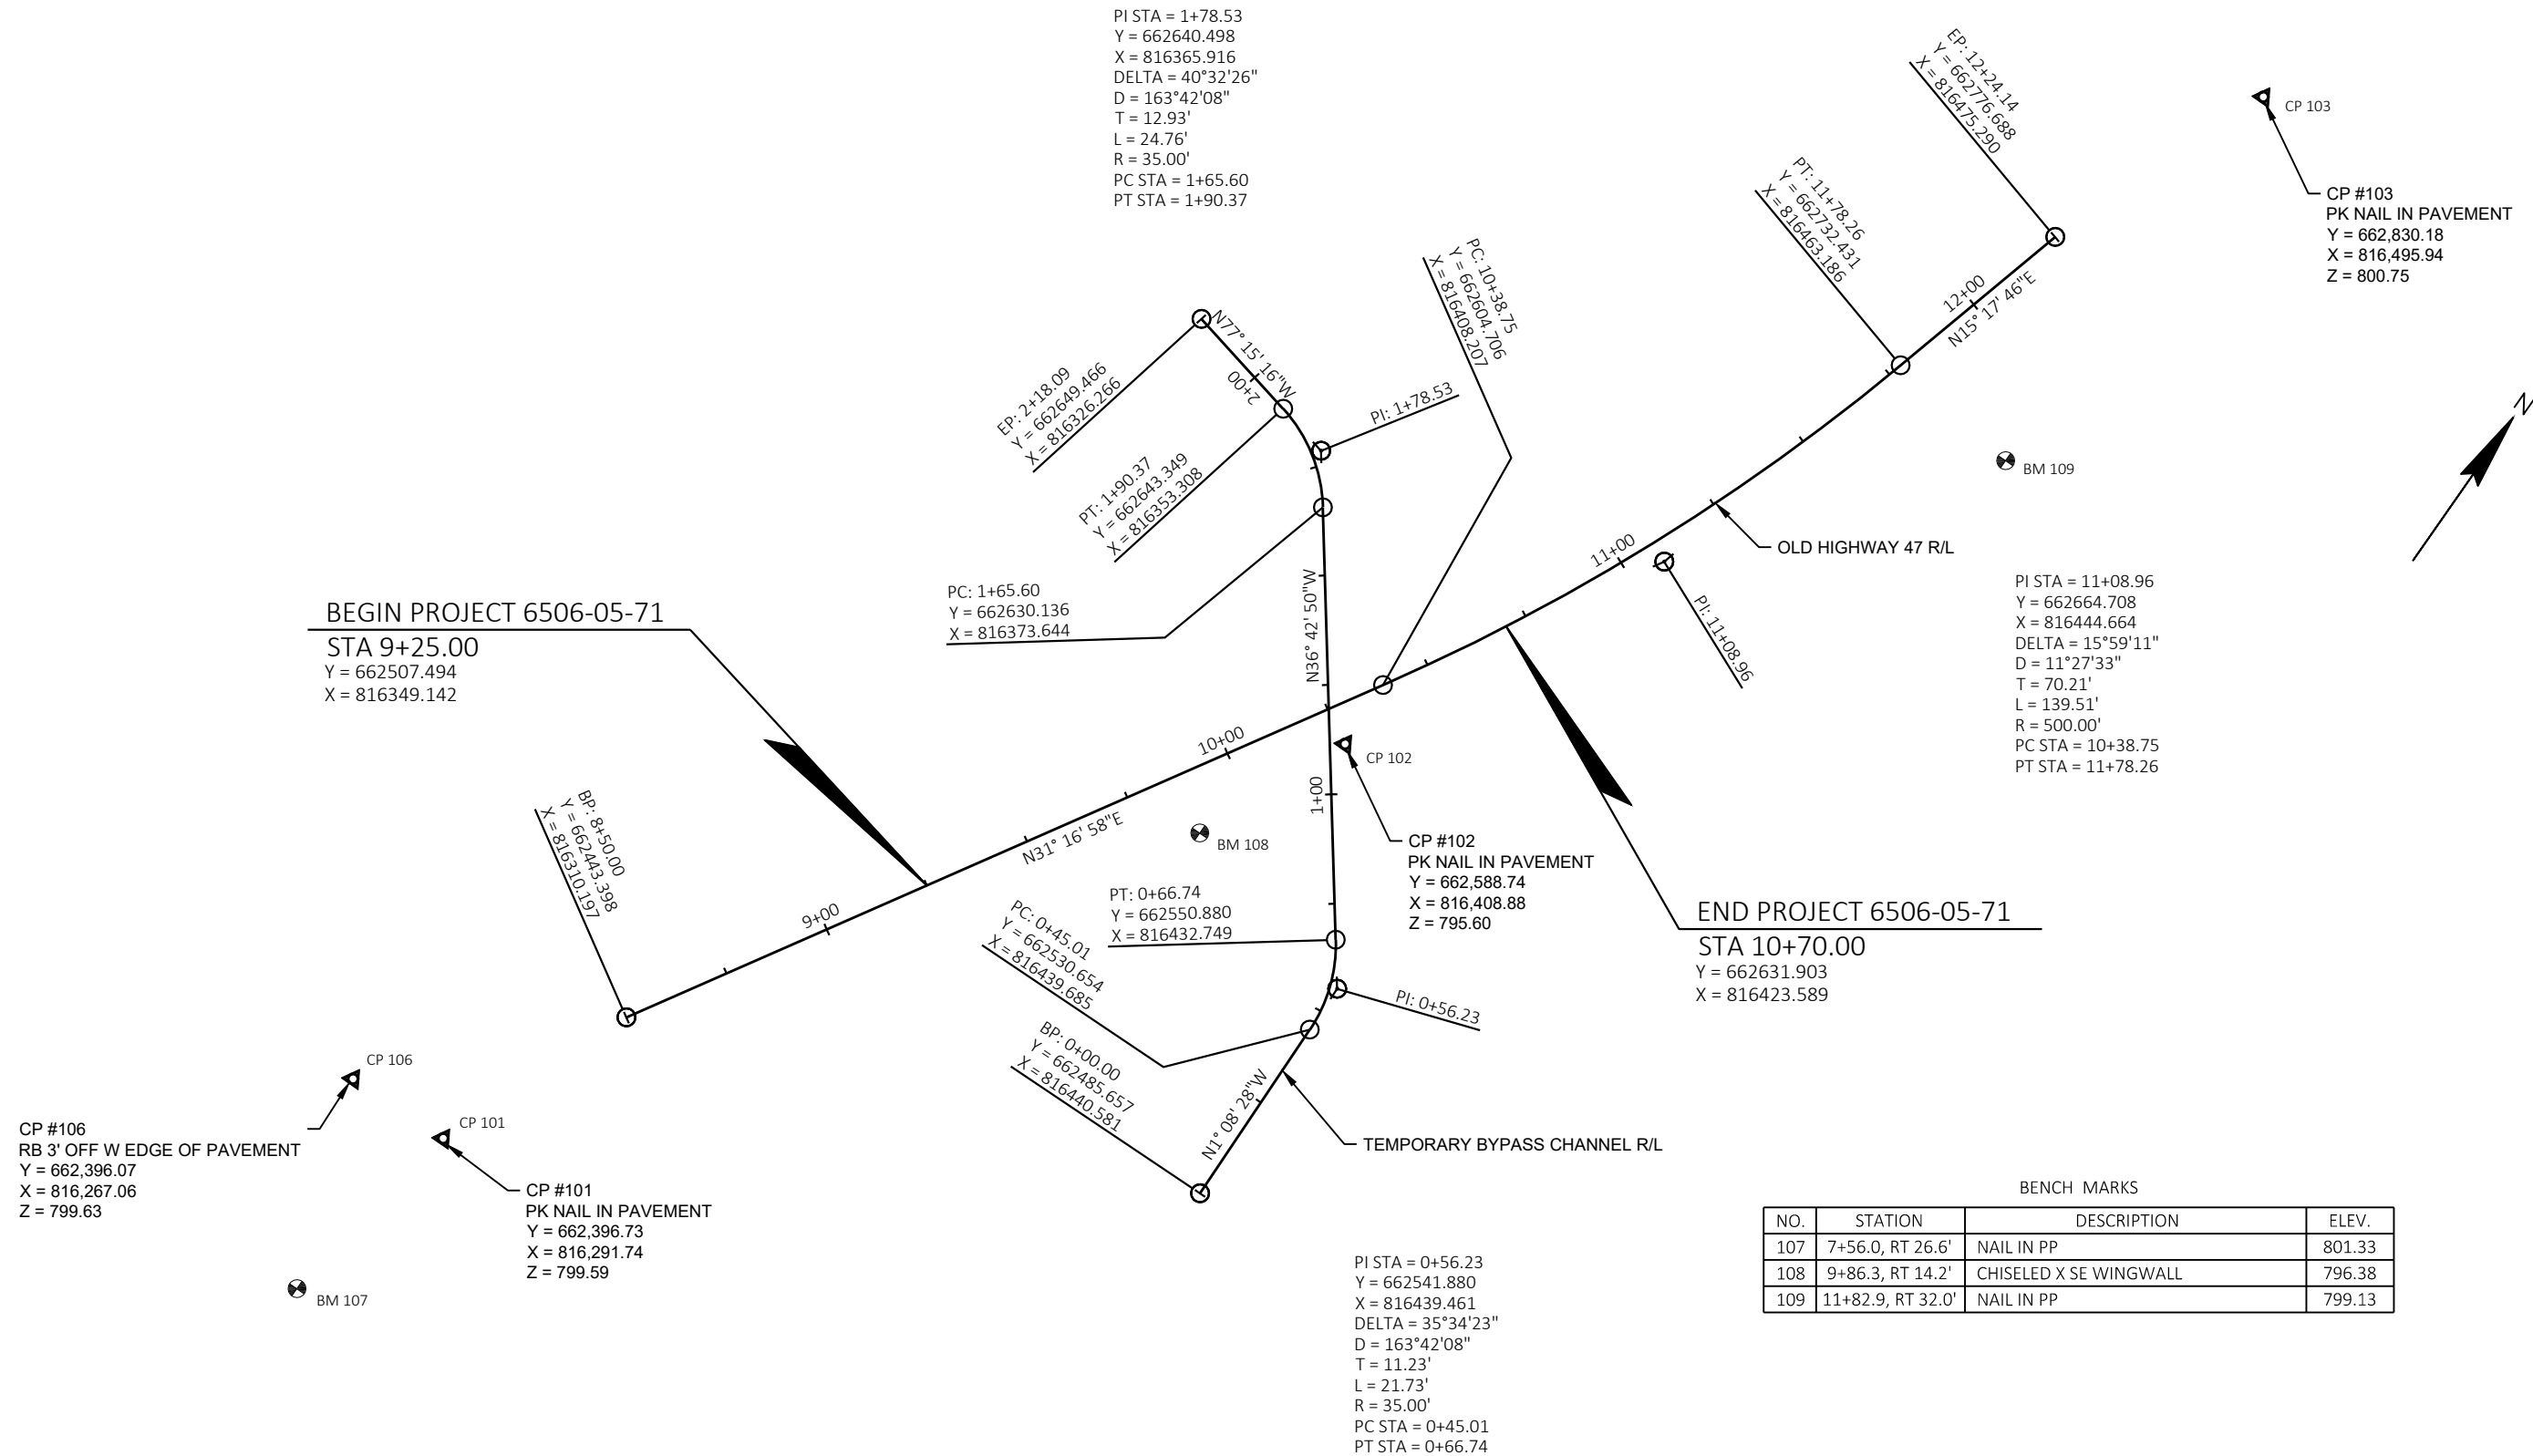 PI STA = 1+78.53
Y = 662640.498
X = 816365.916
DELTA = 40°32'26"
D = 163°42'08"
T = 12.93'
L = 24.76'
R = 35.00'
PC STA = 1+65.60
PT STA = 1+90.37
EP: 12+24.14
Y = 662776.688
X = 816475.290
CP 103
CP #103
PK NAIL IN PAVEMENT
Y = 662,830.18
X = 816,495.94
Z = 800.75
PT: 11+78.26
Y = 662732.431
X = 816463.186
PC: 10+38.75
Y = 662604.706
X = 816408.207
12+00
N15° 17' 46"E
N77° 15' 16"W
2+00
EP: 2+18.09
Y = 662649.466
X = 816326.266
PI: 1+78.53
PT: 1+90.37
Y = 662643.349
X = 816353.308
N
BM 109
OLD HIGHWAY 47 R/L
11+00
PI: 11+08.96
PC: 1+65.60
Y = 662630.136
X = 816373.644
N36° 42' 50"W
PI STA = 11+08.96
Y = 662664.708
X = 816444.664
DELTA = 15°59'11"
D = 11°27'33"
T = 70.21'
L = 139.51'
R = 500.00'
PC STA = 10+38.75
PT STA = 11+78.26
BEGIN PROJECT 6506-05-71
STA 9+25.00
Y = 662507.494
X = 816349.142
10+00
CP 102
1+00
N31° 16' 58"E
BM 108
CP #102
PK NAIL IN PAVEMENT
Y = 662,588.74
X = 816,408.88
Z = 795.60
BP: 8+50.00
Y = 662443.398
X = 816310.197
9+00
PT: 0+66.74
Y = 662550.880
X = 816432.749
PC: 0+45.01
Y = 662530.654
X = 816439.685
END PROJECT 6506-05-71
STA 10+70.00
Y = 662631.903
X = 816423.589
PI: 0+56.23
BP: 0+00.00
Y = 662485.657
X = 816440.581
N1° 08' 28"W
TEMPORARY BYPASS CHANNEL R/L
CP 106
CP #106
RB 3' OFF W EDGE OF PAVEMENT
Y = 662,396.07
X = 816,267.06
Z = 799.63
CP 101
CP #101
PK NAIL IN PAVEMENT
Y = 662,396.73
X = 816,291.74
Z = 799.59
BM 107
PI STA = 0+56.23
Y = 662541.880
X = 816439.461
DELTA = 35°34'23"
D = 163°42'08"
T = 11.23'
L = 21.73'
R = 35.00'
PC STA = 0+45.01
PT STA = 0+66.74
BENCH MARKS
NO. STATION DESCRIPTION ELEV.
107 7+56.0, RT 26.6' NAIL IN PP 801.33
108 9+86.3, RT 14.2' CHISELED X SE WINGWALL 796.38
109 11+82.9, RT 32.0' NAIL IN PP 799.13